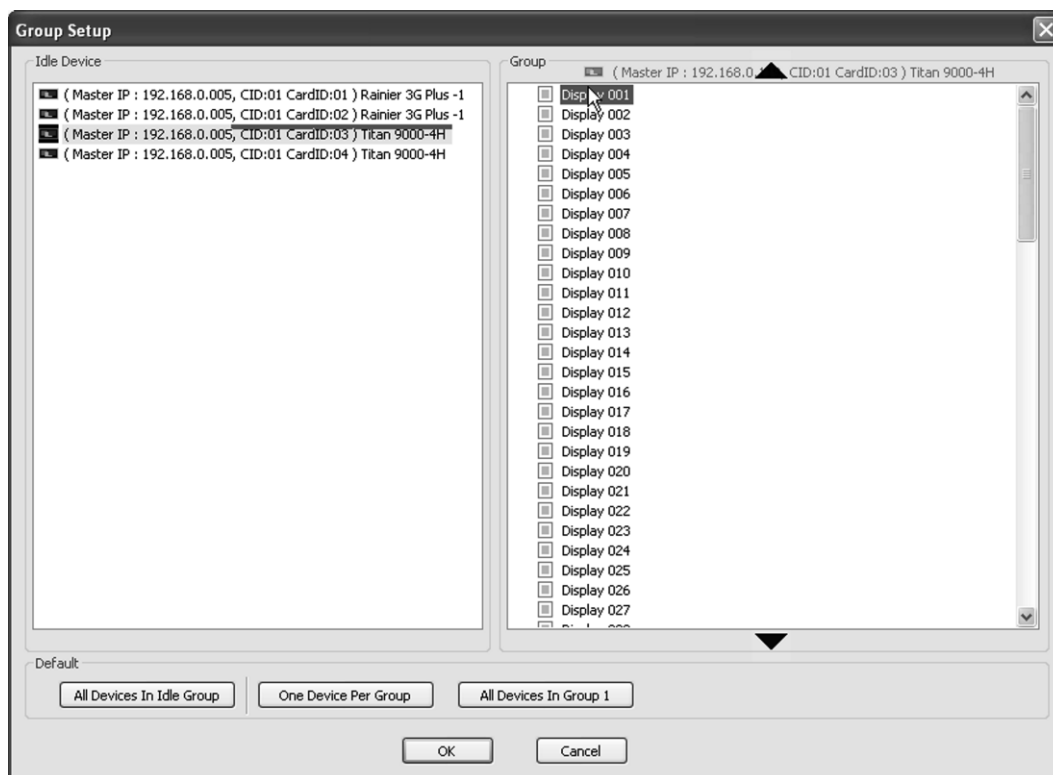 Group Setup
Idle Device
( Master IP : 192.168.0.005, CID:01 CardID:01 ) Rainier 3G Plus -1
( Master IP : 192.168.0.005, CID:01 CardID:02 ) Rainier 3G Plus -1
( Master IP : 192.168.0.005, CID:01 CardID:03 ) Titan 9000-4H
( Master IP : 192.168.0.005, CID:01 CardID:04 ) Titan 9000-4H
Group
( Master IP : 192.168.0 CID:01 CardID:03 ) Titan 9000-4H
Display 001
Display 002
Display 003
Display 004
Display 005
Display 006
Display 007
Display 008
Display 009
Display 010
Display 011
Display 012
Display 013
Display 014
Display 015
Display 016
Display 017
Display 018
Display 019
Display 020
Display 021
Display 022
Display 023
Display 024
Display 025
Display 026
Display 027
Default
All Devices In Idle Group
One Device Per Group
All Devices In Group 1
OK
Cancel